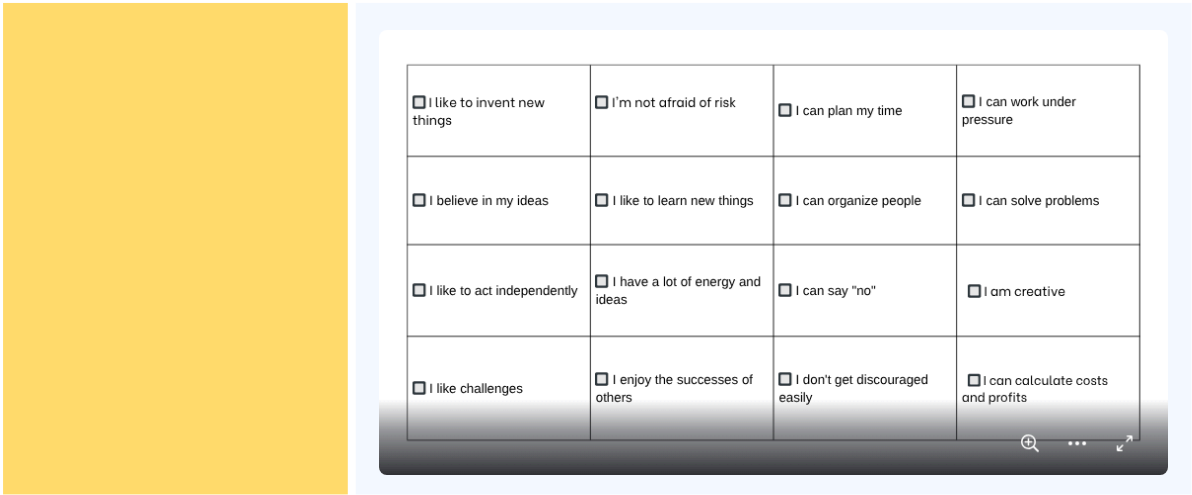 I like to invent new
things
I'm not afraid of risk
I can plan my time
I can work under
pressure
I believe in my ideas
I like to learn new things
I can organize people
I can solve problems
I like to act independently
I have a lot of energy and
ideas
I can say "no"
I am creative
I like challenges
I enjoy the successes of
others
I don't get discouraged
easily
I can calculate costs
and profits